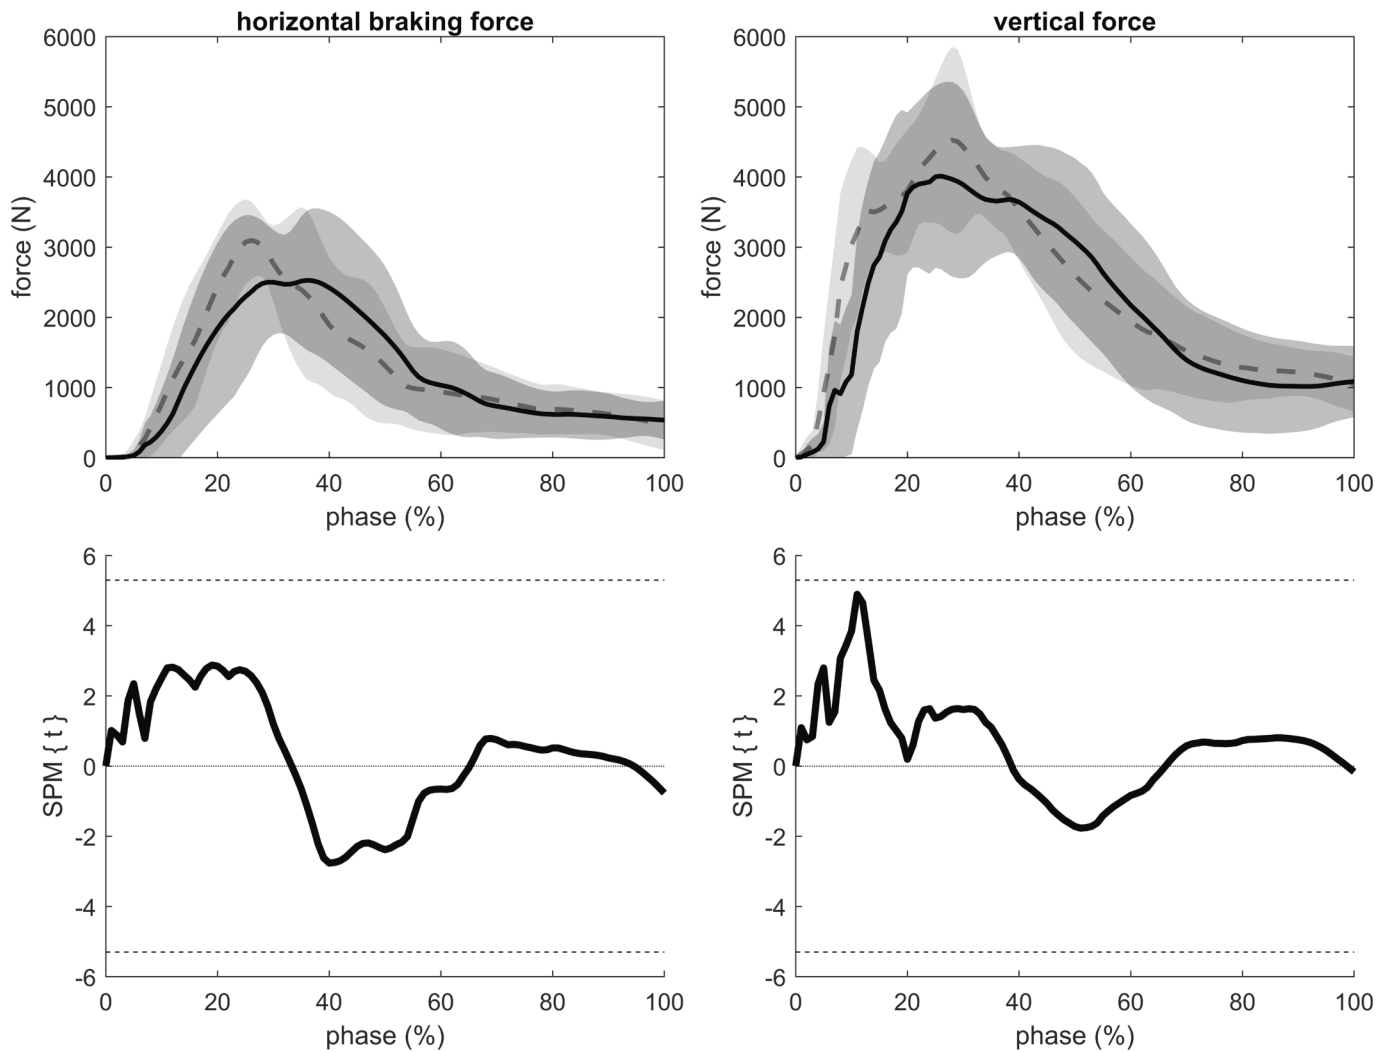 horizontal braking force
6000
5000
4000
3000
2000
1000
0
force (N)
0 20 40 60 80 100
phase (%)
vertical force
6000
5000
4000
3000
2000
1000
0
force (N)
0 20 40 60 80 100
phase (%)
6
4
2
0
-2
-4
-6
SPM { t }
0 20 40 60 80 100
phase (%)
6
4
2
0
-2
-4
-6
SPM { t }
0 20 40 60 80 100
phase (%)